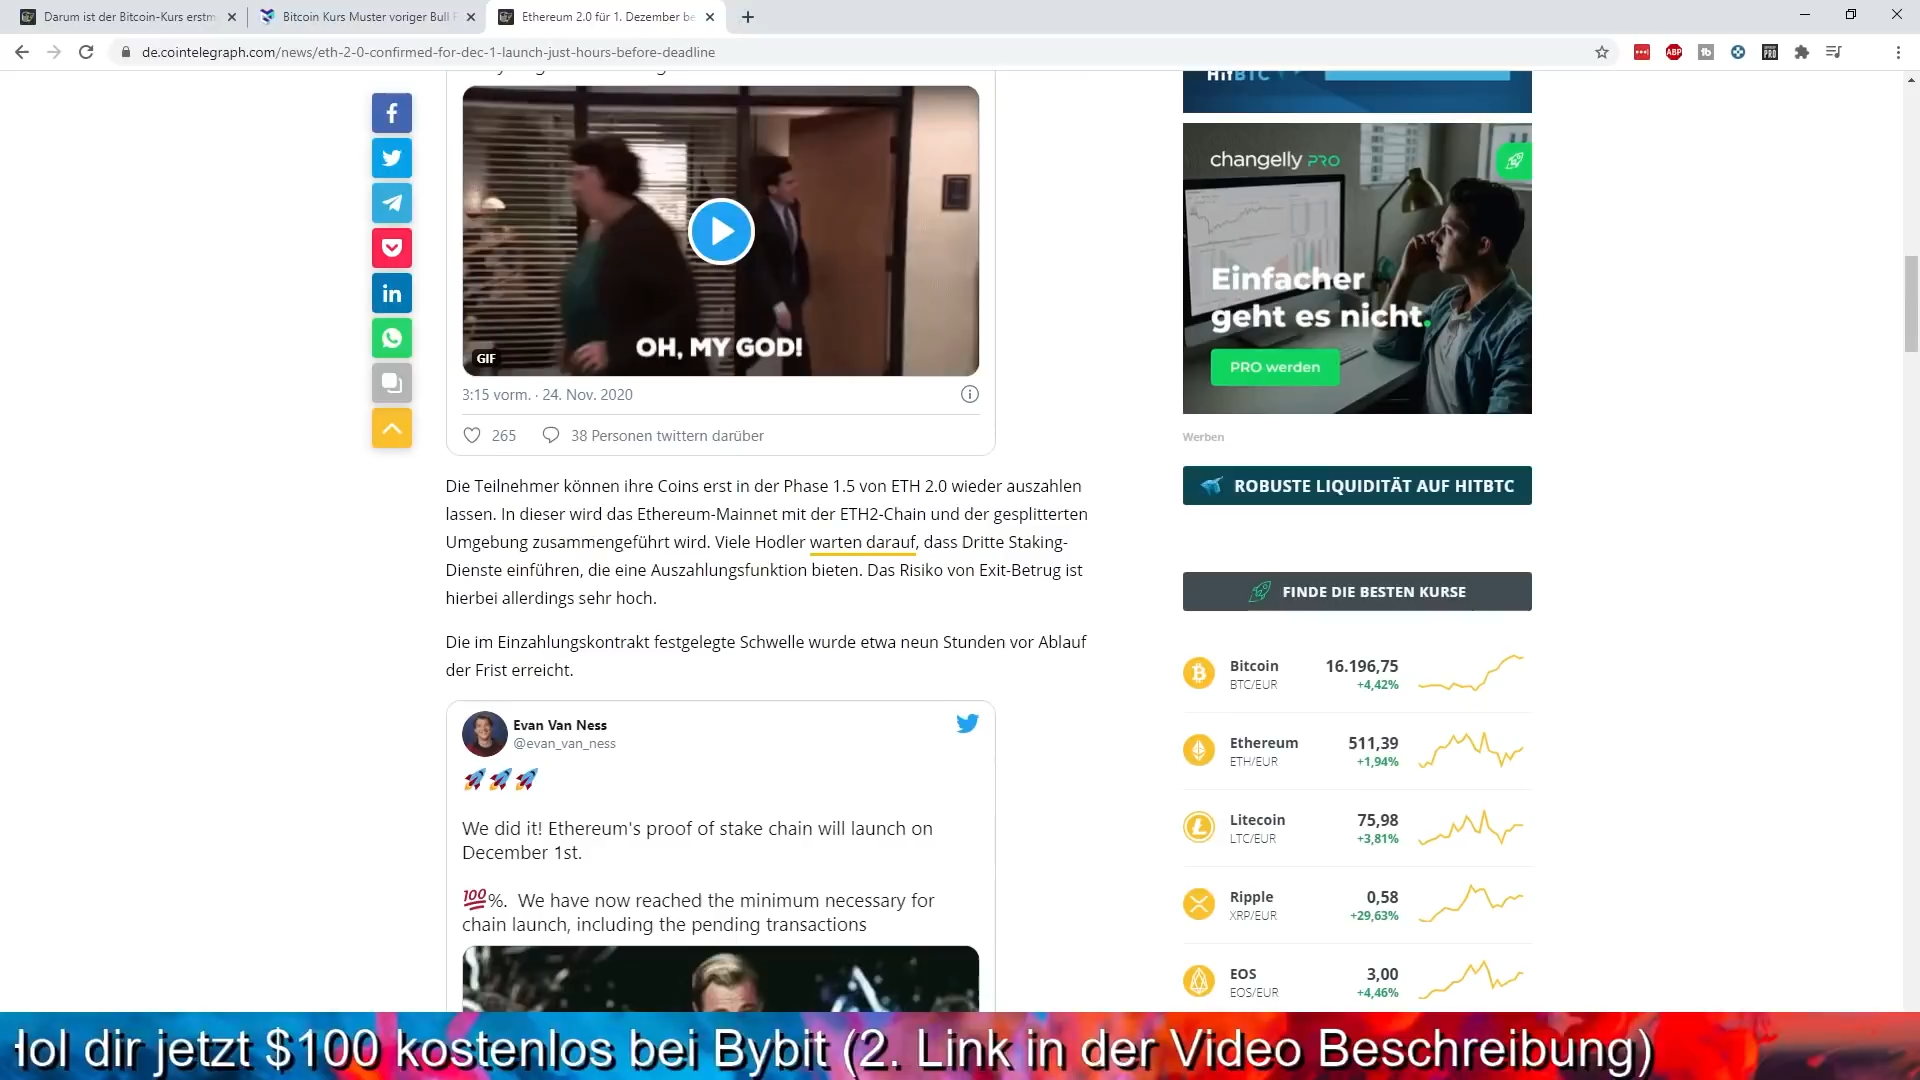 Darum ist der Bitcoin-Kurs erstm
Bitcoin Kurs Muster voriger Bull
Ethereum 2.0 für 1. Dezember be
de.cointelegraph.com/news/eth-2-0-confirmed-for-dec-1-launch-just-hours-before-deadline
ABP
PRO
HitBTC
changelly PRO
Einfacher
geht es nicht.
PRO werden
OH, MY GOD!
GIF
3:15 vorm. · 24. Nov. 2020
265
38 Personen twittern darüber
Werben
ROBUSTE LIQUIDITÄT AUF HITBTC
Die Teilnehmer können ihre Coins erst in der Phase 1.5 von ETH 2.0 wieder auszahlen
lassen. In dieser wird das Ethereum-Mainnet mit der ETH2-Chain und der gesplitterten
Umgebung zusammengeführt wird. Viele Hodler warten darauf, dass Dritte Staking-
Dienste einführen, die eine Auszahlungsfunktion bieten. Das Risiko von Exit-Betrug ist
hierbei allerdings sehr hoch.
Die im Einzahlungskontrakt festgelegte Schwelle wurde etwa neun Stunden vor Ablauf
der Frist erreicht.
Evan Van Ness
@evan_van_ness
🚀🚀🚀
We did it! Ethereum's proof of stake chain will launch on
December 1st.
💯%. We have now reached the minimum necessary for
chain launch, including the pending transactions
FINDE DIE BESTEN KURSE
Bitcoin 16.196,75
BTC/EUR +4,42%
Ethereum 511,39
ETH/EUR +1,94%
Litecoin 75,98
LTC/EUR +3,81%
Ripple 0,58
XRP/EUR +29,63%
EOS 3,00
EOS/EUR +4,46%
Hol dir jetzt $100 kostenlos bei Bybit (2. Link in der Video Beschreibung)